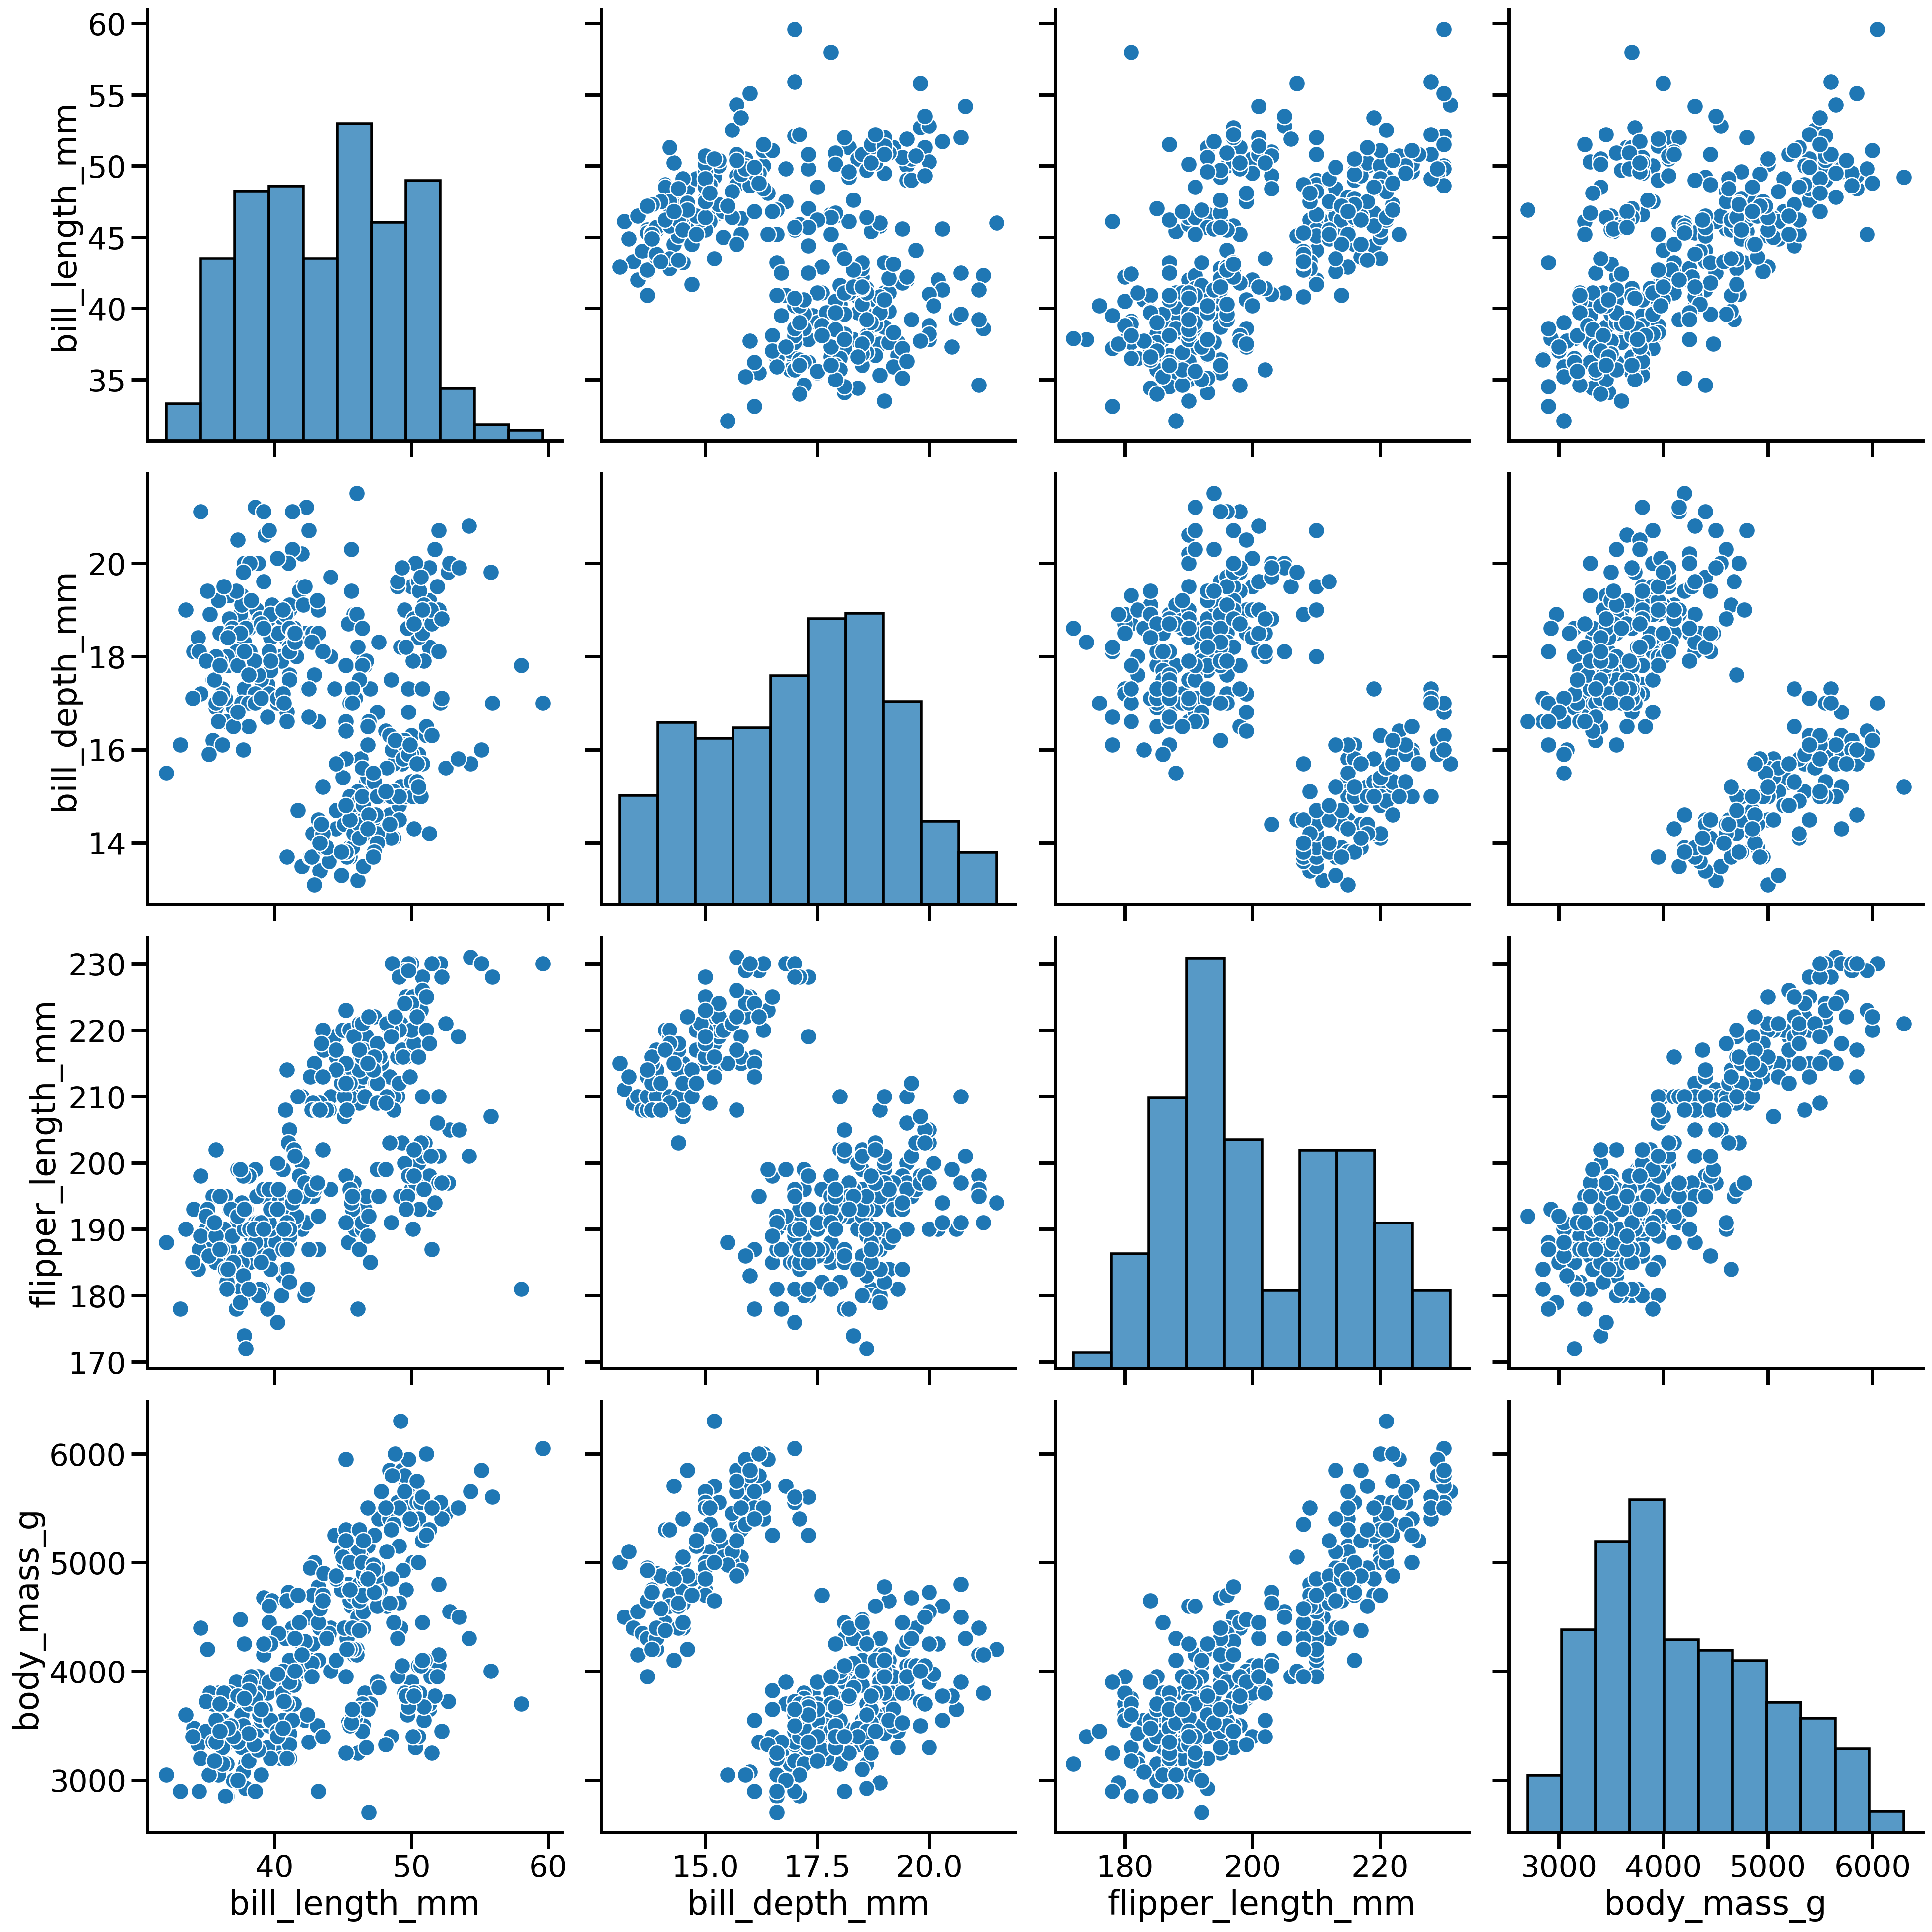 60
55
50
45
40
35
bill_length_mm
20
18
16
14
bill_depth_mm
230
220
210
200
190
180
170
flipper_length_mm
6000
5000
4000
3000
body_mass_g
40 50 60
15.0 17.5 20.0
180 200 220
3000 4000 5000 6000
bill_length_mm
bill_depth_mm
flipper_length_mm
body_mass_g